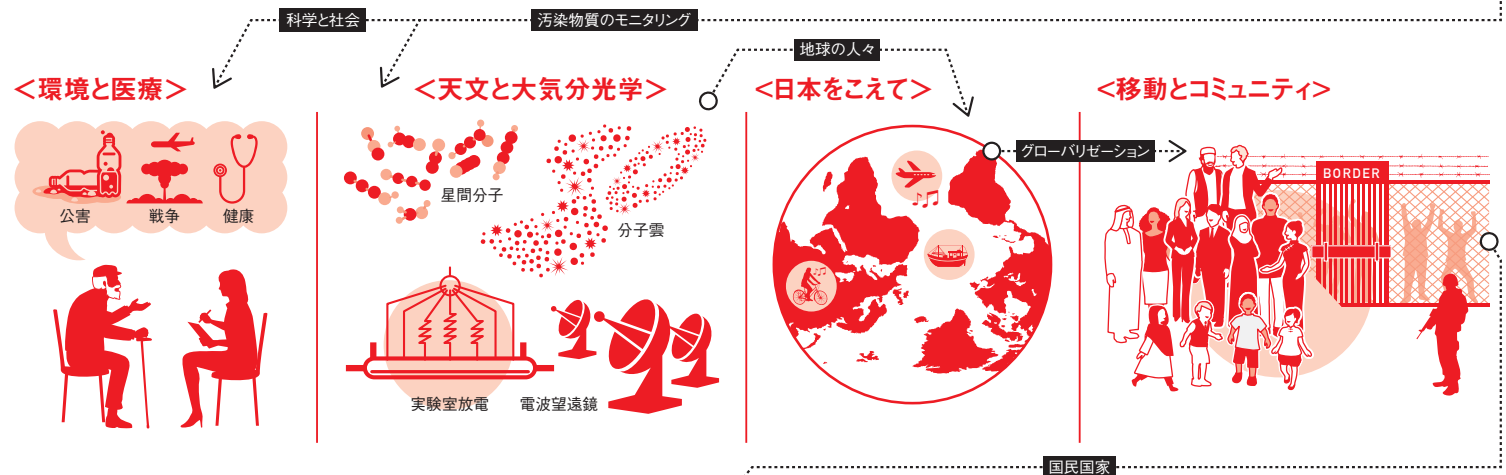 科学と社会
汚染物質のモニタリング
地球の人々
＜環境と医療＞
＜天文と大気分光学＞
＜日本をこえて＞
＜移動とコミュニティ＞
公害
戦争
健康
星間分子
分子雲
実験室放電
電波望遠鏡
グローバリゼーション
BORDER
国民国家